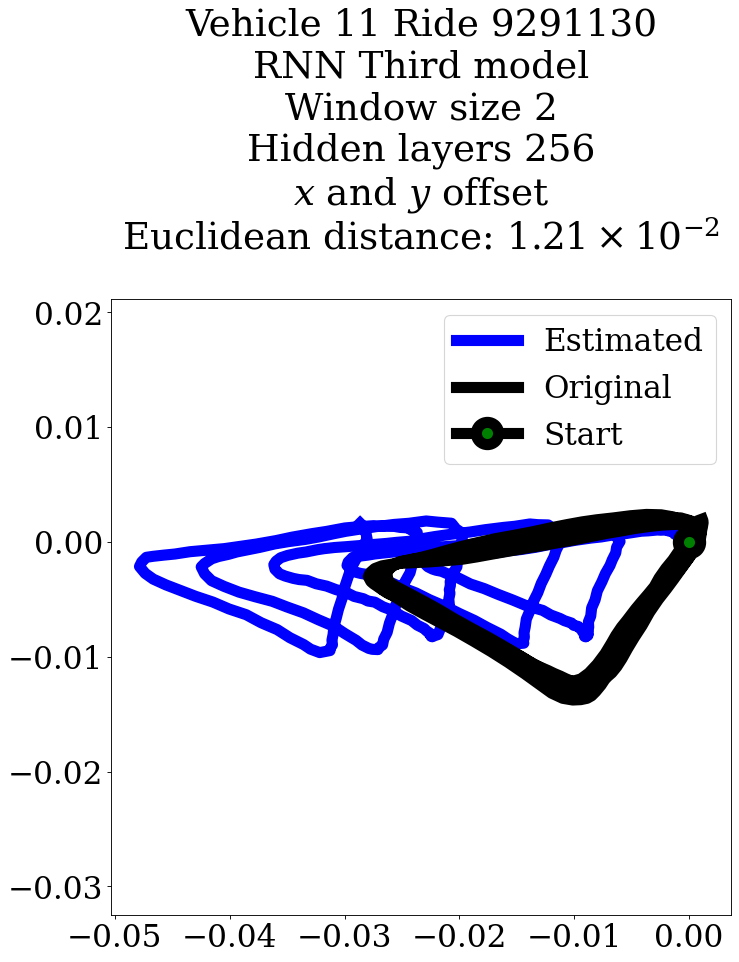 Vehicle 11 Ride 9291130
RNN Third model
Window size 2
Hidden layers 256
x and y offset
Euclidean distance: 1.21 × 10⁻²
Estimated
Original
Start
0.02
0.01
0.00
−0.01
−0.02
−0.03
−0.05 −0.04 −0.03 −0.02 −0.01 0.00